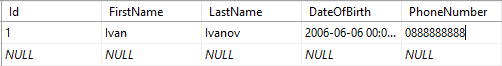 Id FirstName LastName DateOfBirth PhoneNumber
1 Ivan Ivanov 2006-06-06 00:0... 0888888888
NULL NULL NULL NULL NULL